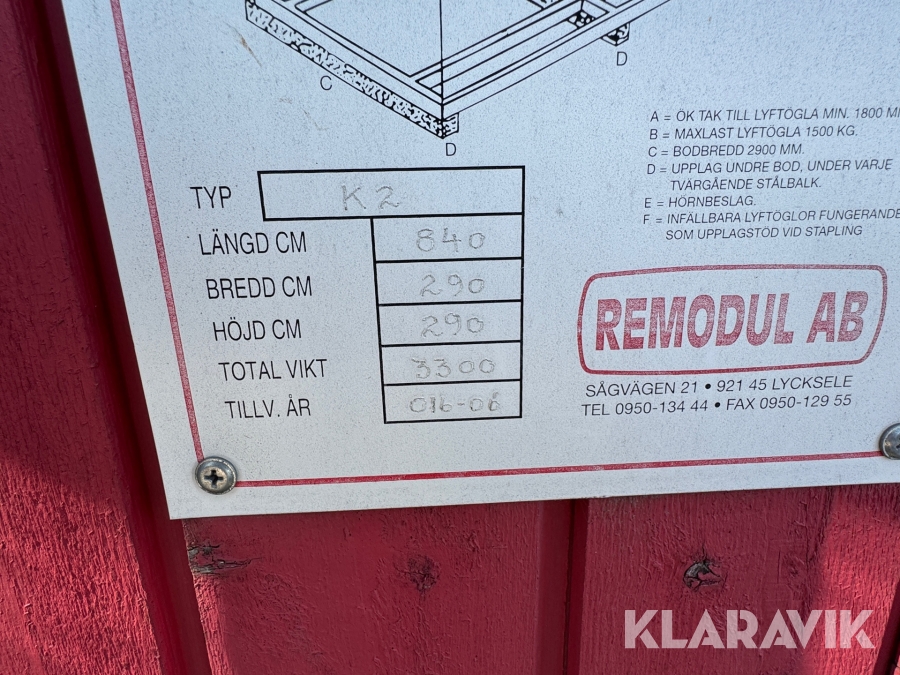 C
D
D
A = ÖK TAK TILL LYFTÖGLA MIN. 1800 M
B = MAXLAST LYFTÖGLA 1500 KG.
C = BODBREDD 2900 MM.
D = UPPLAG UNDRE BOD, UNDER VARJE
TVÄRGÅENDE STÅLBALK.
E = HÖRNBESLAG.
F = INFÄLLBARA LYFTÖGLOR FUNGERANDE
SOM UPPLAGSTÖD VID STAPLING
TYP K2
LÄNGD CM 840
BREDD CM 290
HÖJD CM 290
TOTAL VIKT 3300
TILLV. ÅR 016-06
REMODUL AB
SÅGVÄGEN 21 • 921 45 LYCKSELE
TEL 0950-134 44 • FAX 0950-129 55
KLARAVIK